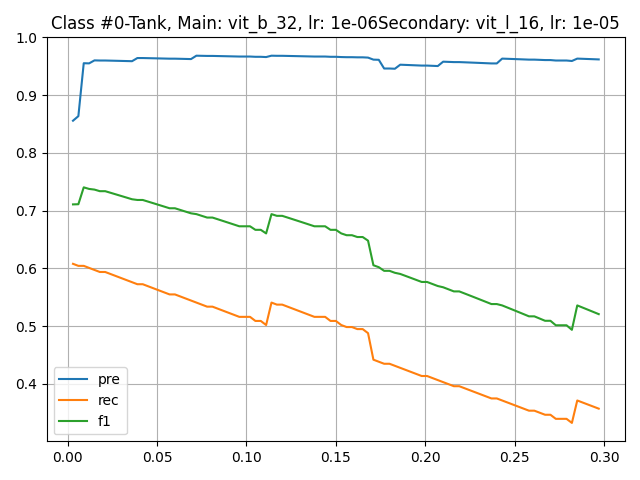 Class #0-Tank, Main: vit_b_32, lr: 1e-06Secondary: vit_l_16, lr: 1e-05
1.0
0.9
0.8
0.7
0.6
0.5
0.4
pre
rec
f1
0.00 0.05 0.10 0.15 0.20 0.25 0.30